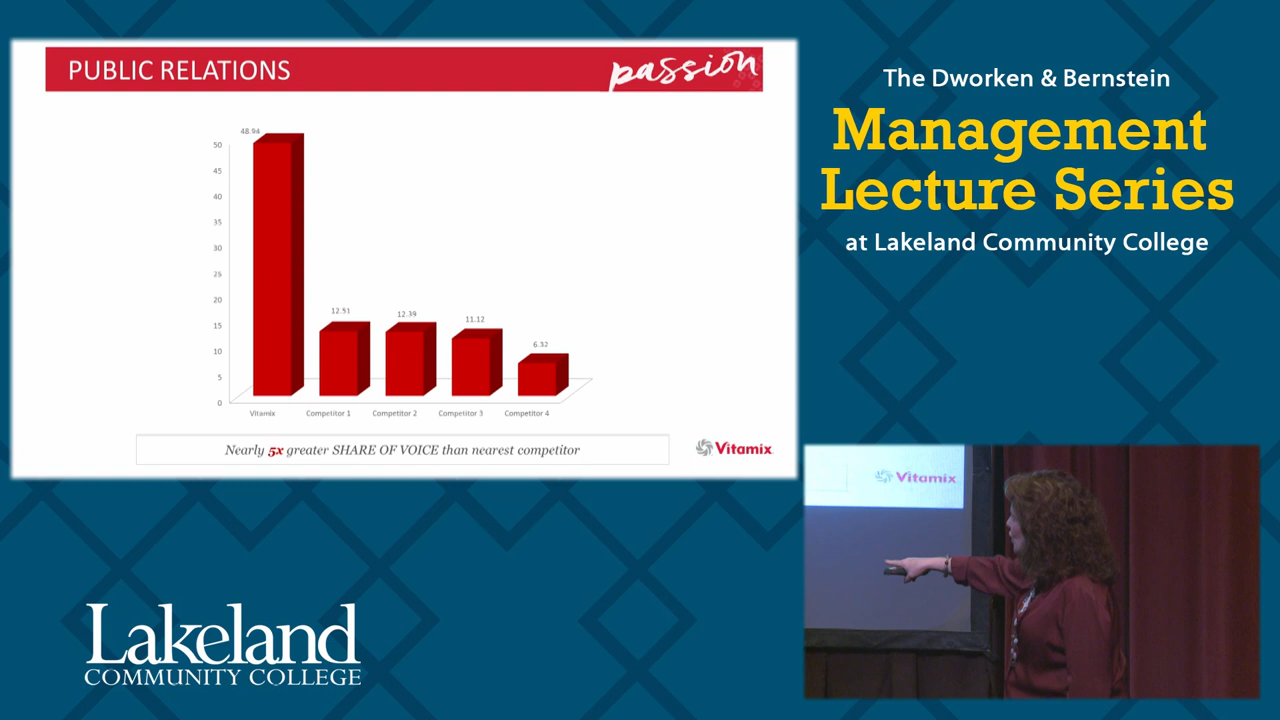 PUBLIC RELATIONS
passion
48.94
50
45
40
35
30
25
20
15
10
5
0
12.51
12.39
11.12
6.32
Vitamix
Competitor 1
Competitor 2
Competitor 3
Competitor 4
Nearly 5x greater SHARE OF VOICE than nearest competitor
Vitamix
The Dworken & Bernstein
Management
Lecture Series
at Lakeland Community College
Vitamix
Lakeland
COMMUNITY COLLEGE